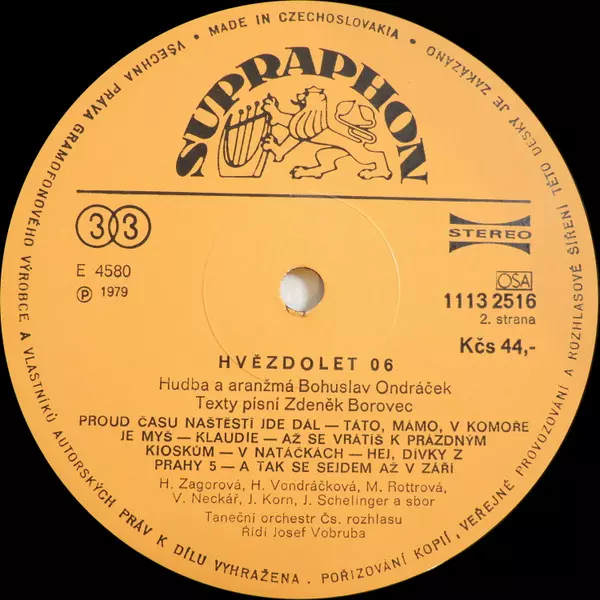 VŠECHNA PRÁVA GRAMOFONOVÉHO VÝROBCE A VLASTNÍKŮ AUTORSKÝCH PRÁV K DÍLU VYHRAŽENA. POŘIZOVÁNÍ KOPIÍ, VEŘEJNÉ PROVOZOVÁNÍ A ROZHLASOVÉ ŠÍŘENÍ TÉTO DESKY JE ZAKÁZÁNO
MADE IN CZECHOSLOVAKIA
SUPRAPHON
33
STEREO
E 4580
℗ 1979
OSA
1113 2516
2. strana
Kčs 44,-
HVĚZDOLET 06
Hudba a aranžmá Bohuslav Ondráček
Texty písní Zdeněk Borovec
PROUD ČASU NAŠTĚSTÍ JDE DÁL — TÁTO, MÁMO, V KOMOŘE
JE MYŠ — KLAUDIE — AŽ SE VRÁTÍŠ K PRÁZDNÝM
KIOSKŮM — V NATÁČKÁCH — HEJ, DÍVKY Z
PRAHY 5 — A TAK SE SEJDEM AŽ V ZÁŘÍ
H. Zagorová, H. Vondráčková, M. Rottrová,
V. Neckář, J. Korn, J. Schelinger a sbor
Taneční orchestr Čs. rozhlasu
Řídí Josef Vobruba